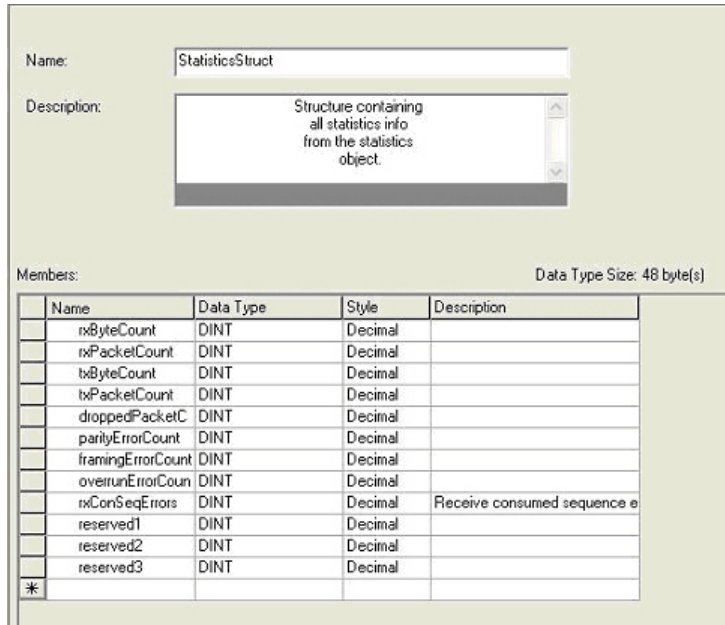 Name: StatisticsStruct
Description: Structure containing
all statistics info
from the statistics
object.
Members: Data Type Size: 48 byte(s)
Name Data Type Style Description
rxByteCount DINT Decimal
rxPacketCount DINT Decimal
txByteCount DINT Decimal
txPacketCount DINT Decimal
droppedPacketC DINT Decimal
parityErrorCount DINT Decimal
framingErrorCount DINT Decimal
overrunErrorCoun DINT Decimal
rxConSeqErrors DINT Decimal Receive consumed sequence e
reserved1 DINT Decimal
reserved2 DINT Decimal
reserved3 DINT Decimal
*